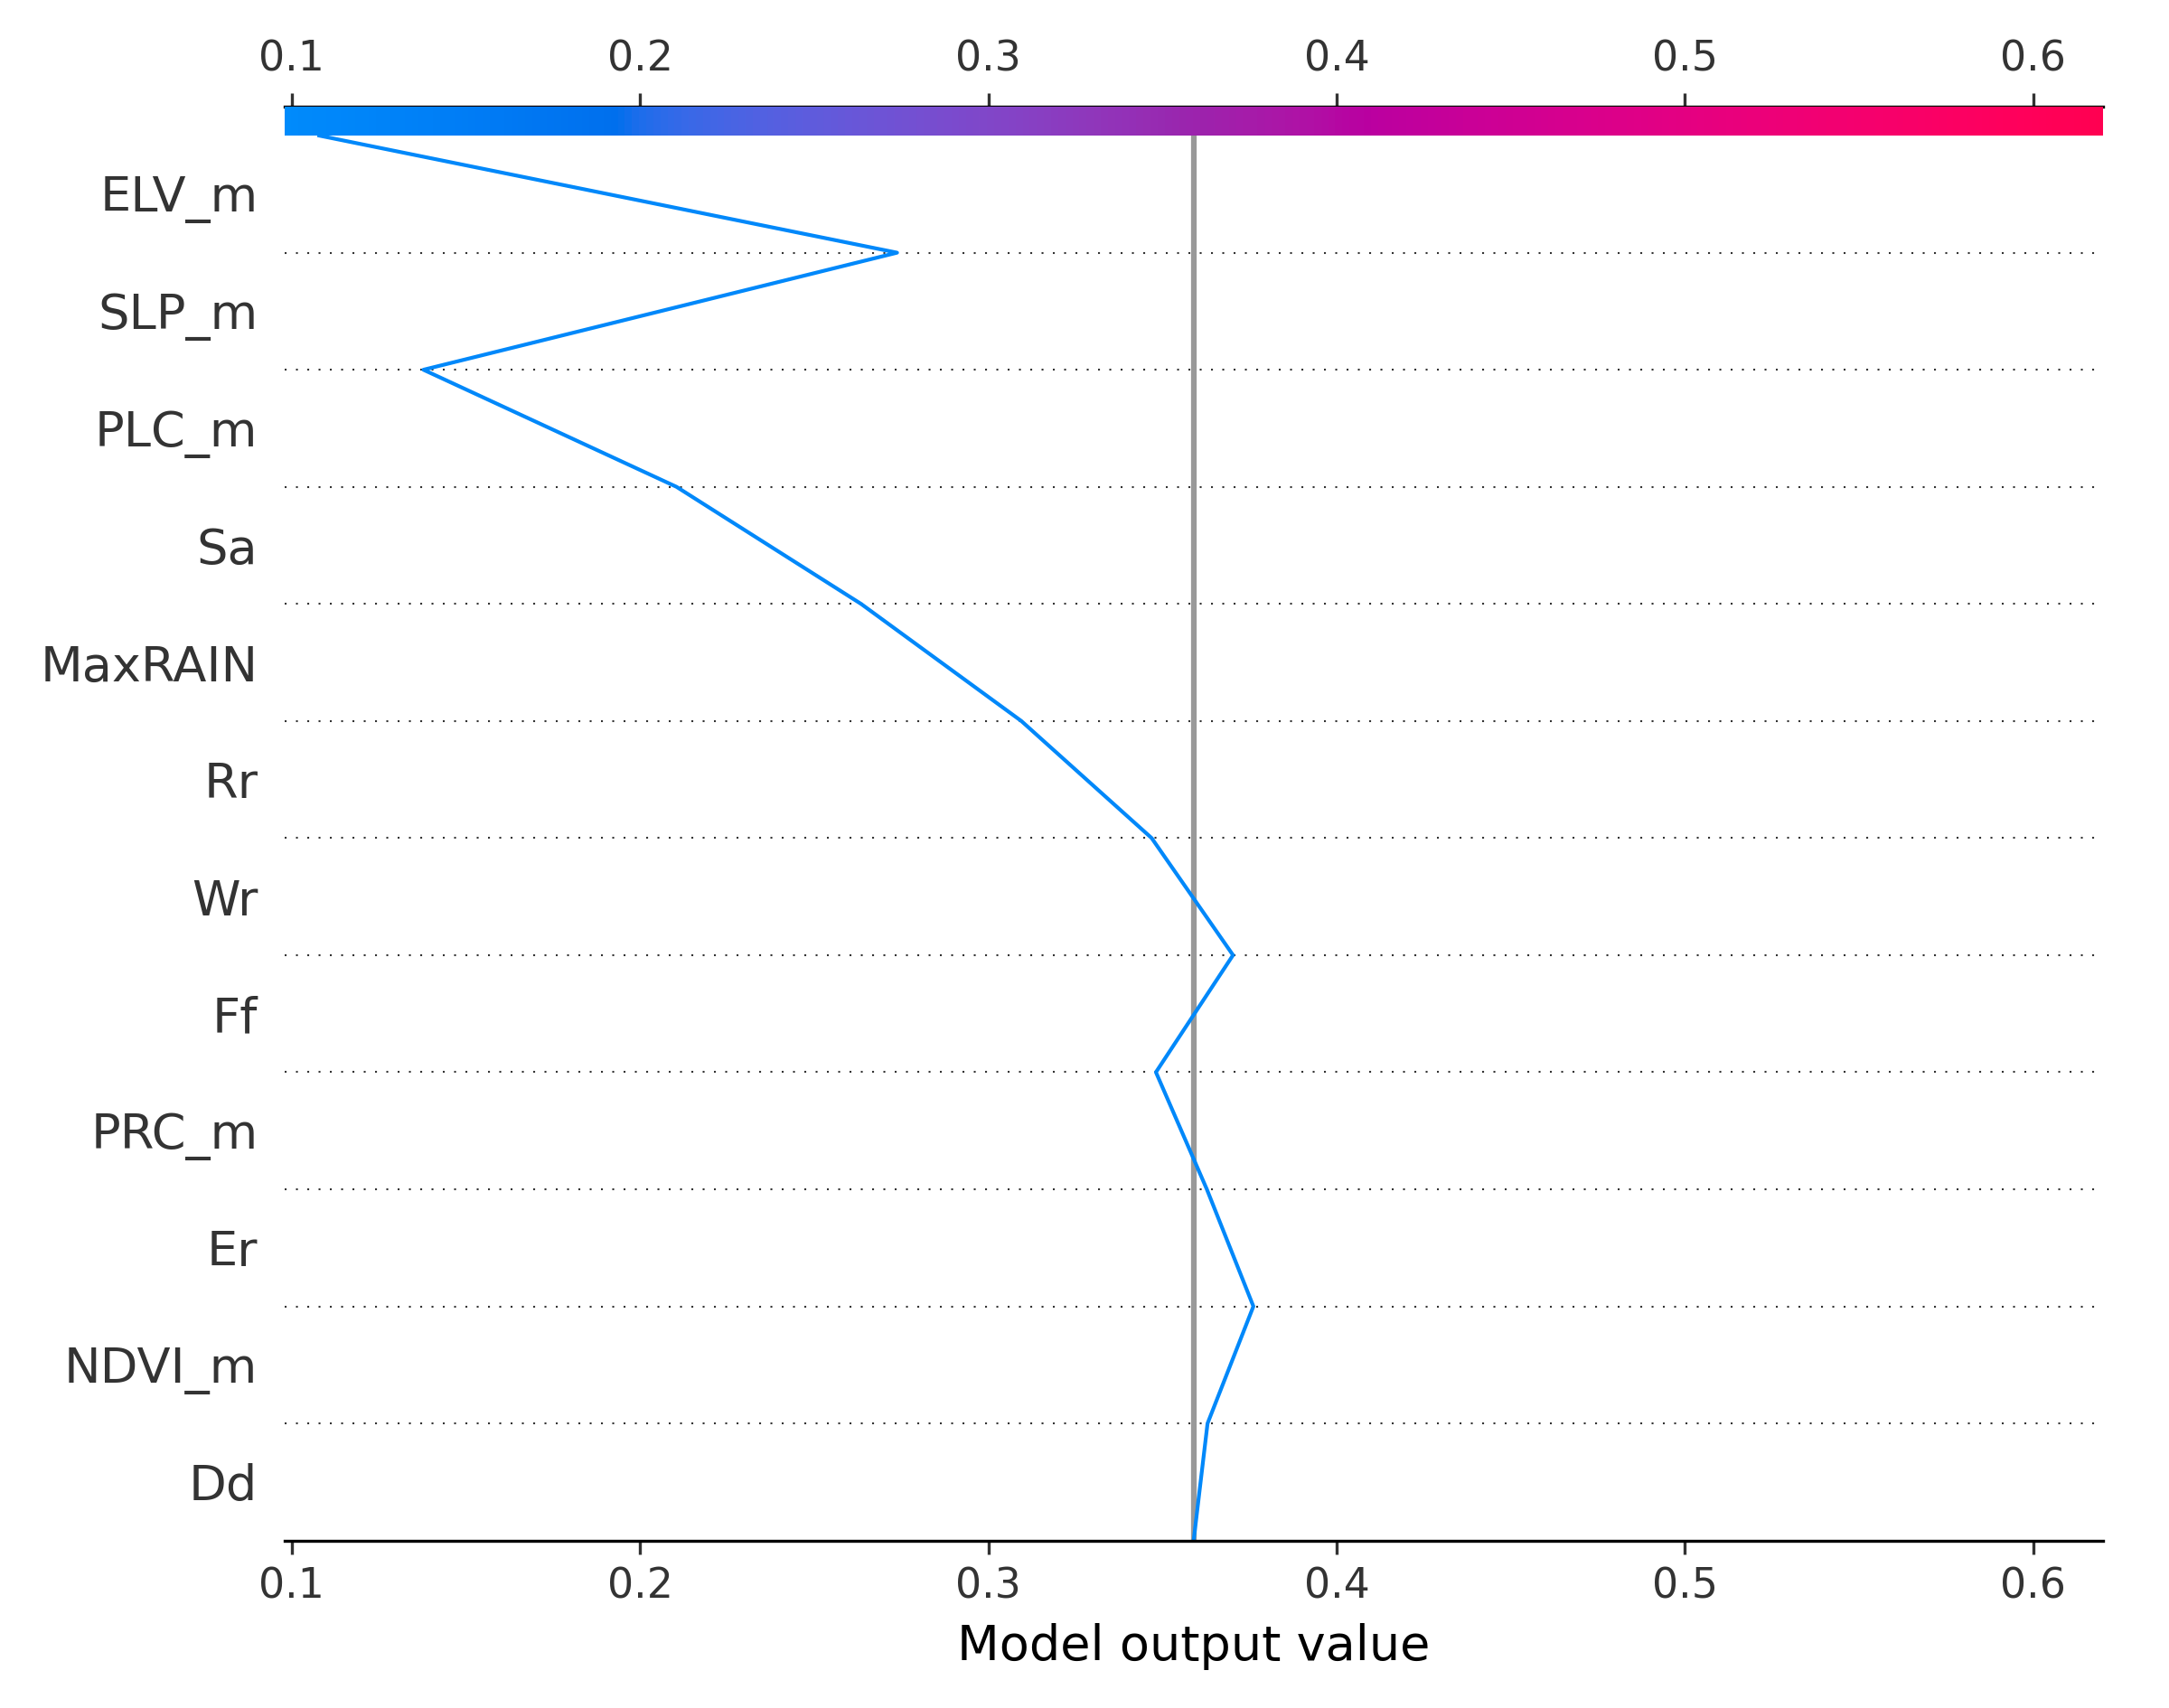 0.1 0.2 0.3 0.4 0.5 0.6
ELV_m
SLP_m
PLC_m
Sa
MaxRAIN
Rr
Wr
Ff
PRC_m
Er
NDVI_m
Dd
0.1 0.2 0.3 0.4 0.5 0.6
Model output value